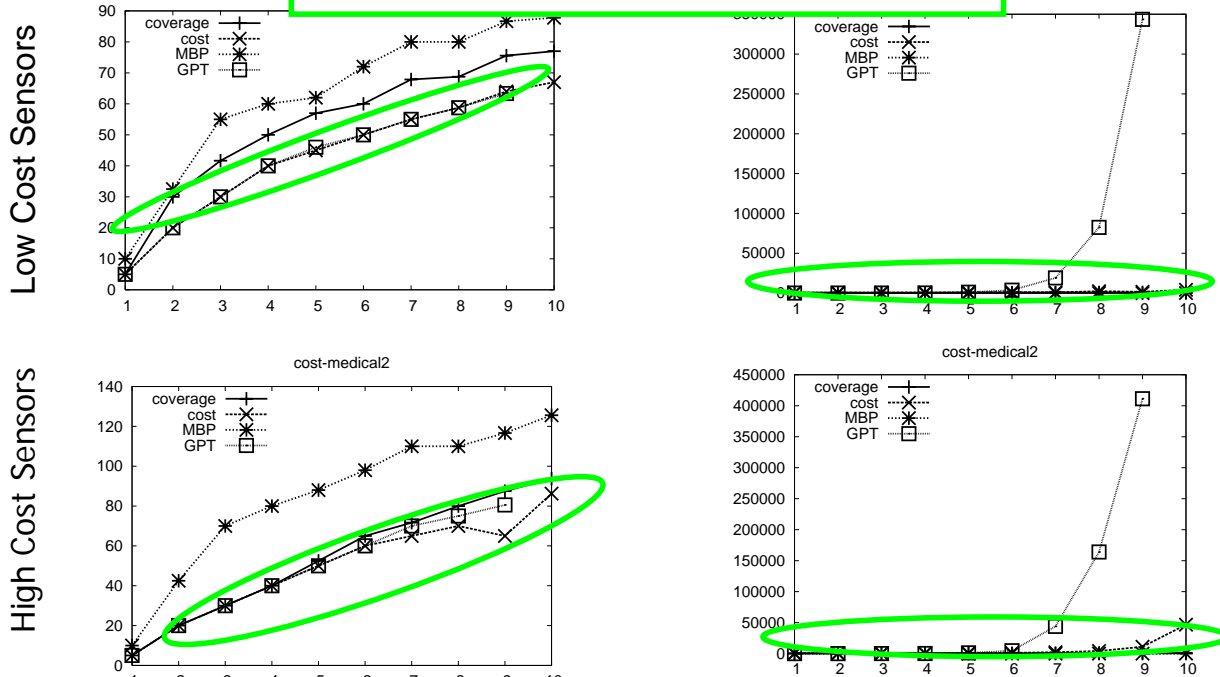 Low Cost Sensors
90
80
70
60
50
40
30
20
10
0
coverage
cost
MBP
GPT
1 2 3 4 5 6 7 8 9 10
300000
250000
200000
150000
100000
50000
0
coverage
cost
MBP
GPT
1 2 3 4 5 6 7 8 9 10
High Cost Sensors
cost-medical2
140
120
100
80
60
40
20
0
coverage
cost
MBP
GPT
cost-medical2
450000
400000
350000
300000
250000
200000
150000
100000
50000
0
coverage
cost
MBP
GPT
1 2 3 4 5 6 7 8 9 10